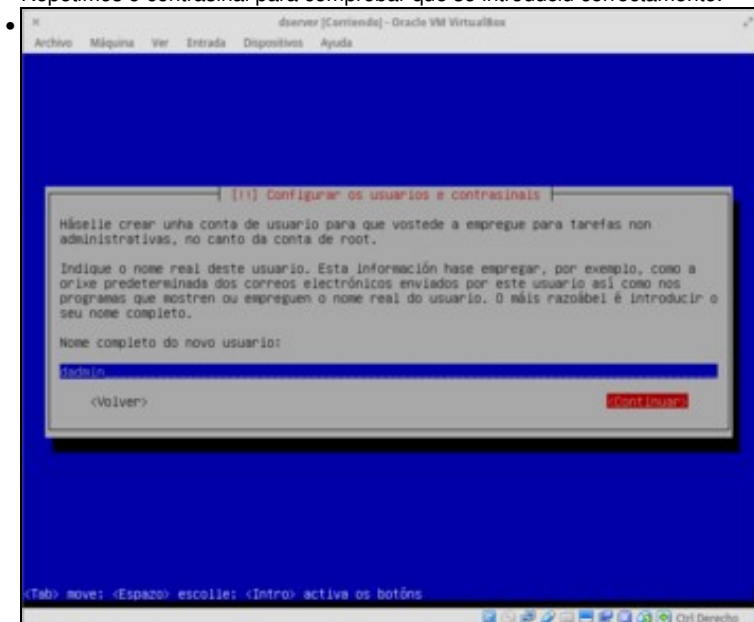 Repetimos o contrasinal para comprobar que se introduciu correctamente.
dserver [Corriendo] - Oracle VM VirtualBox
Archivo Máquina Ver Entrada Dispositivos Ayuda
[!!] Configurar os usuarios e contrasinais
Háselle crear unha conta de usuario para que vostede a empregue para tarefas non
administrativas, no canto da conta de root.
Indique o nome real deste usuario. Esta información hase empregar, por exemplo, como a
orixe predeterminada dos correos electrónicos enviados por este usuario así como nos
programas que mostren ou empreguen o nome real do usuario. O máis razoábel é introducir o
seu nome completo.
Nome completo do novo usuario:
dadmin
<Volver> <Continuar>
<Tab> move; <Espazo> escolle; <Intro> activa os botóns
Ctrl Derecho